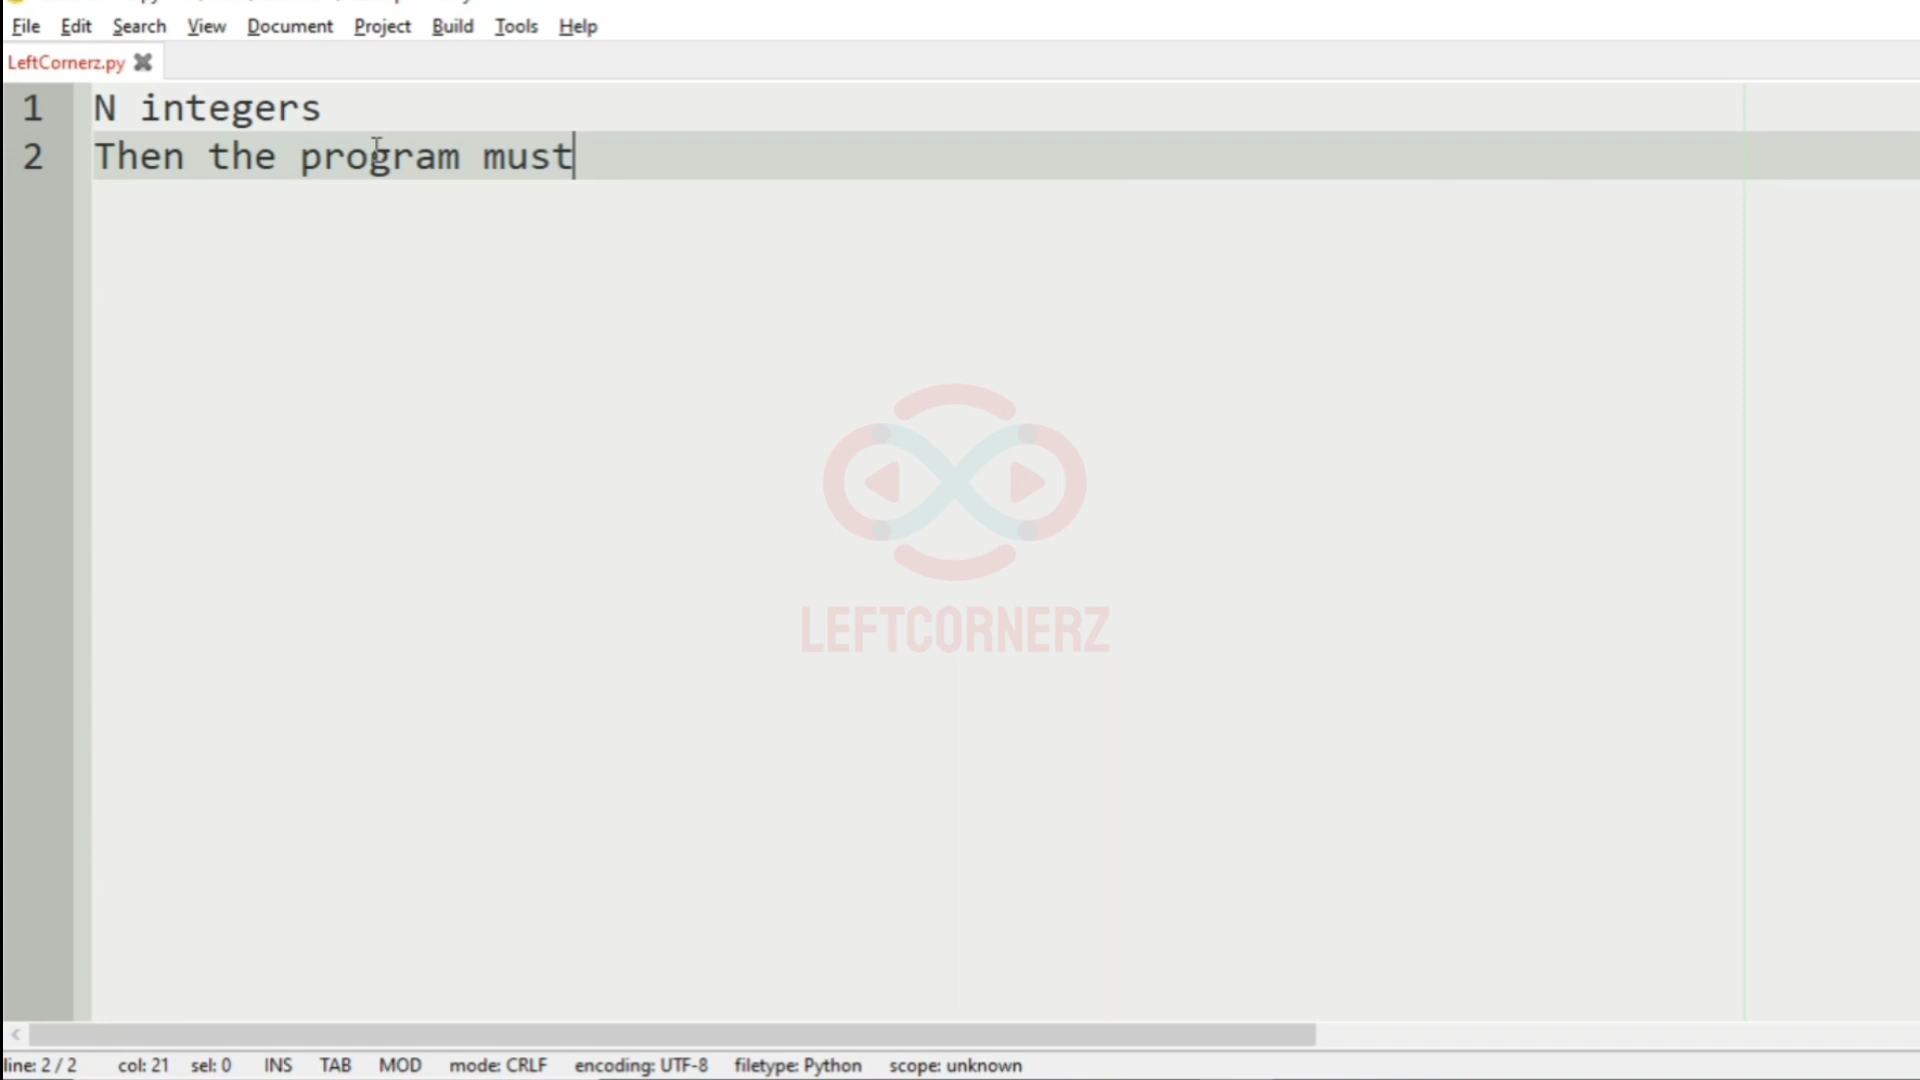 File Edit Search View Document Project Build Tools Help
LeftCornerz.py
1 N integers
2 Then the program must
LEFTCORNERZ
line: 2 / 2 col: 21 sel: 0 INS TAB MOD mode: CRLF encoding: UTF-8 filetype: Python scope: unknown